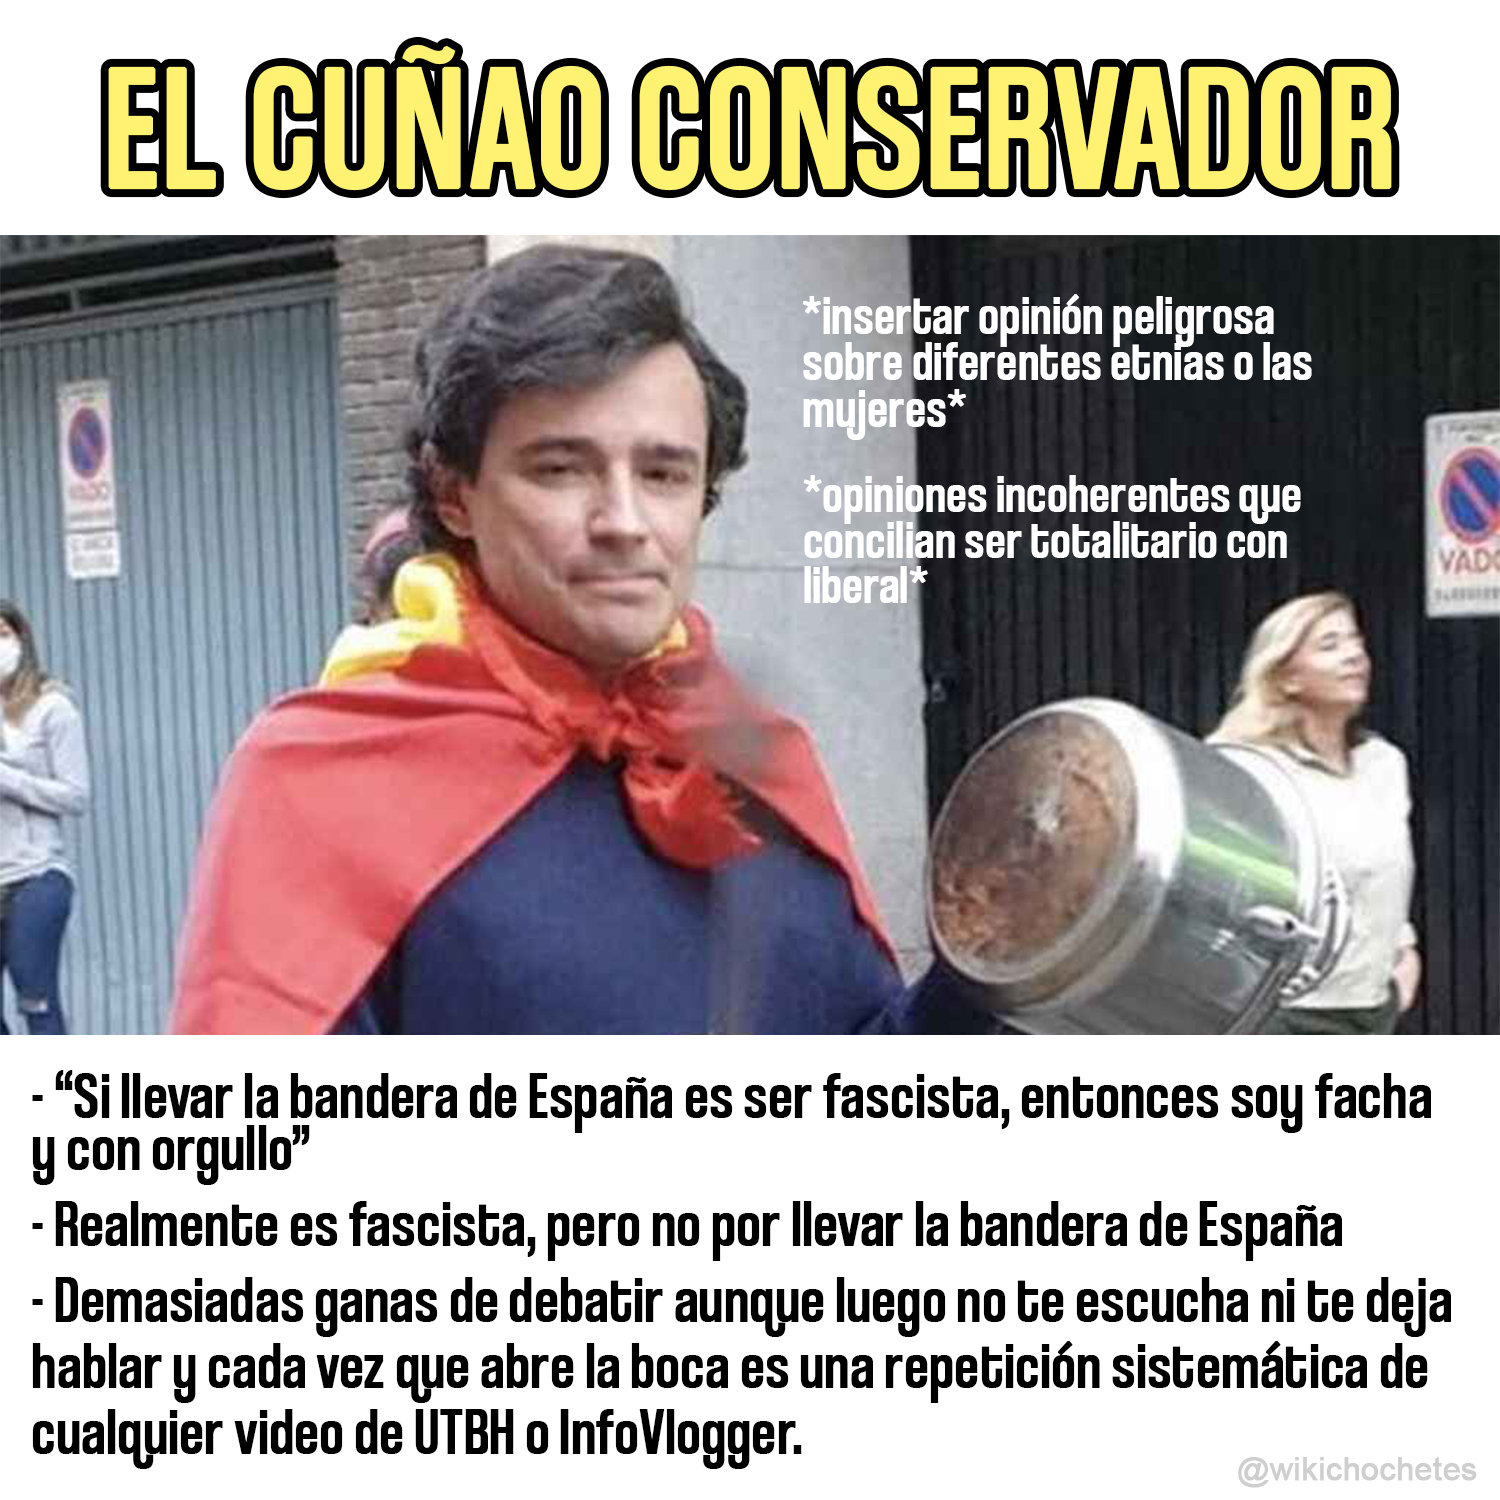 EL CUÑAO CONSERVADOR
*insertar opinión peligrosa
sobre diferentes etnias o las
mujeres*
*opiniones incoherentes que
concilian ser totalitario con
liberal*
VADO
VADO
- “Si llevar la bandera de España es ser fascista, entonces soy facha
y con orgullo”
- Realmente es fascista, pero no por llevar la bandera de España
- Demasiadas ganas de debatir aunque luego no te escucha ni te deja
hablar y cada vez que abre la boca es una repetición sistemática de
cualquier video de UTBH o InfoVlogger.
@wikichochetes